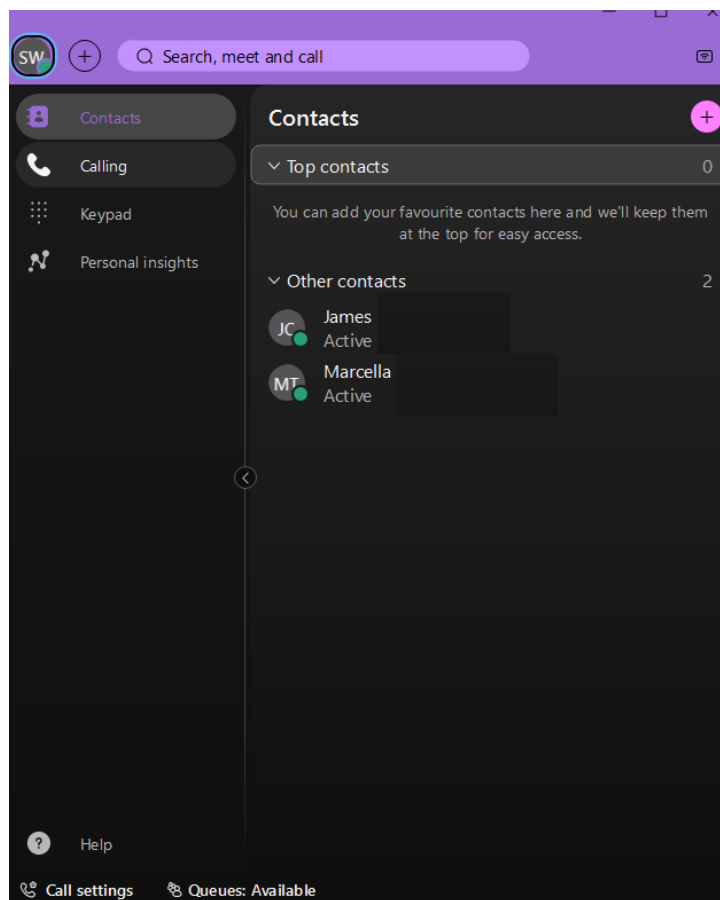 SW
Search, meet and call
Contacts
Calling
Keypad
Personal insights
Contacts
Top contacts 0
You can add your favourite contacts here and we'll keep them
at the top for easy access.
Other contacts 2
JC
James
Active
MT
Marcella
Active
Help
Call settings
Queues: Available